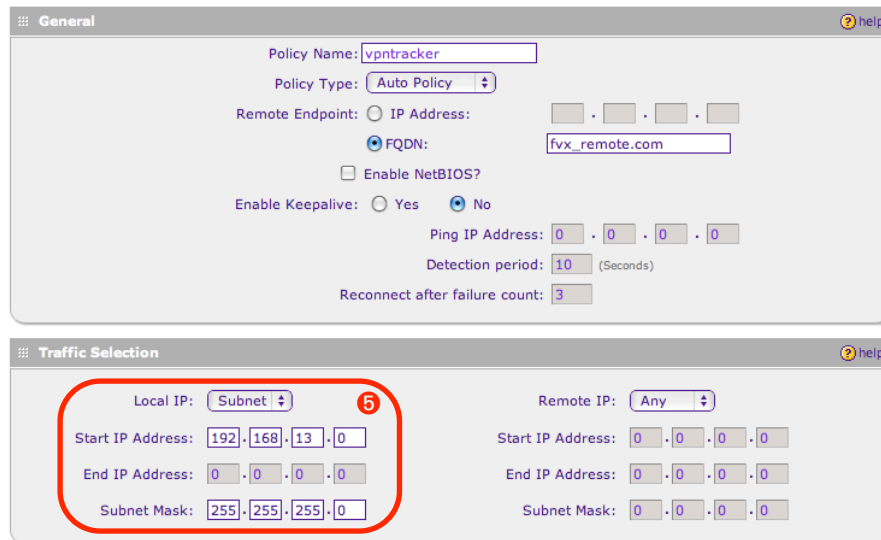 General help
Policy Name: vpntracker
Policy Type: Auto Policy
Remote Endpoint: IP Address: . . .
FQDN: fvx_remote.com
Enable NetBIOS?
Enable Keepalive: Yes No
Ping IP Address: 0 . 0 . 0 . 0
Detection period: 10 (Seconds)
Reconnect after failure count: 3
Traffic Selection help
Local IP: Subnet 5 Remote IP: Any
Start IP Address: 192 . 168 . 13 . 0 Start IP Address: 0 . 0 . 0 . 0
End IP Address: 0 . 0 . 0 . 0 End IP Address: 0 . 0 . 0 . 0
Subnet Mask: 255 . 255 . 255 . 0 Subnet Mask: 0 . 0 . 0 . 0